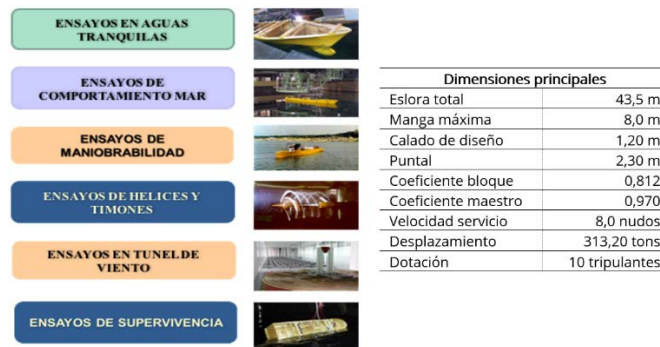 ENSAYOS EN AGUAS
TRANQUILAS
ENSAYOS DE
COMPORTAMIENTO MAR
ENSAYOS DE
MANIOBRABILIDAD
ENSAYOS DE HELICES Y
TIMONES
ENSAYOS EN TUNEL DE
VIENTO
ENSAYOS DE SUPERVIVENCIA
Dimensiones principales
Eslora total 43,5 m
Manga máxima 8,0 m
Calado de diseño 1,20 m
Puntal 2,30 m
Coeficiente bloque 0,812
Coeficiente maestro 0,970
Velocidad servicio 8,0 nudos
Desplazamiento 313,20 tons
Dotación 10 tripulantes